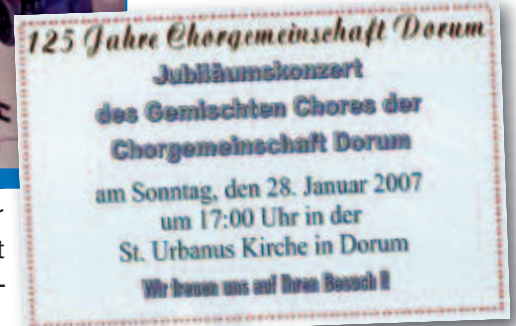 125 Jahre Chorgemeinschaft Dorum
Jubiläumskonzert
des Gemischten Chores der
Chorgemeinschaft Dorum
am Sonntag, den 28. Januar 2007
um 17:00 Uhr in der
St. Urbanus Kirche in Dorum
Wir freuen uns auf Ihren Besuch !!